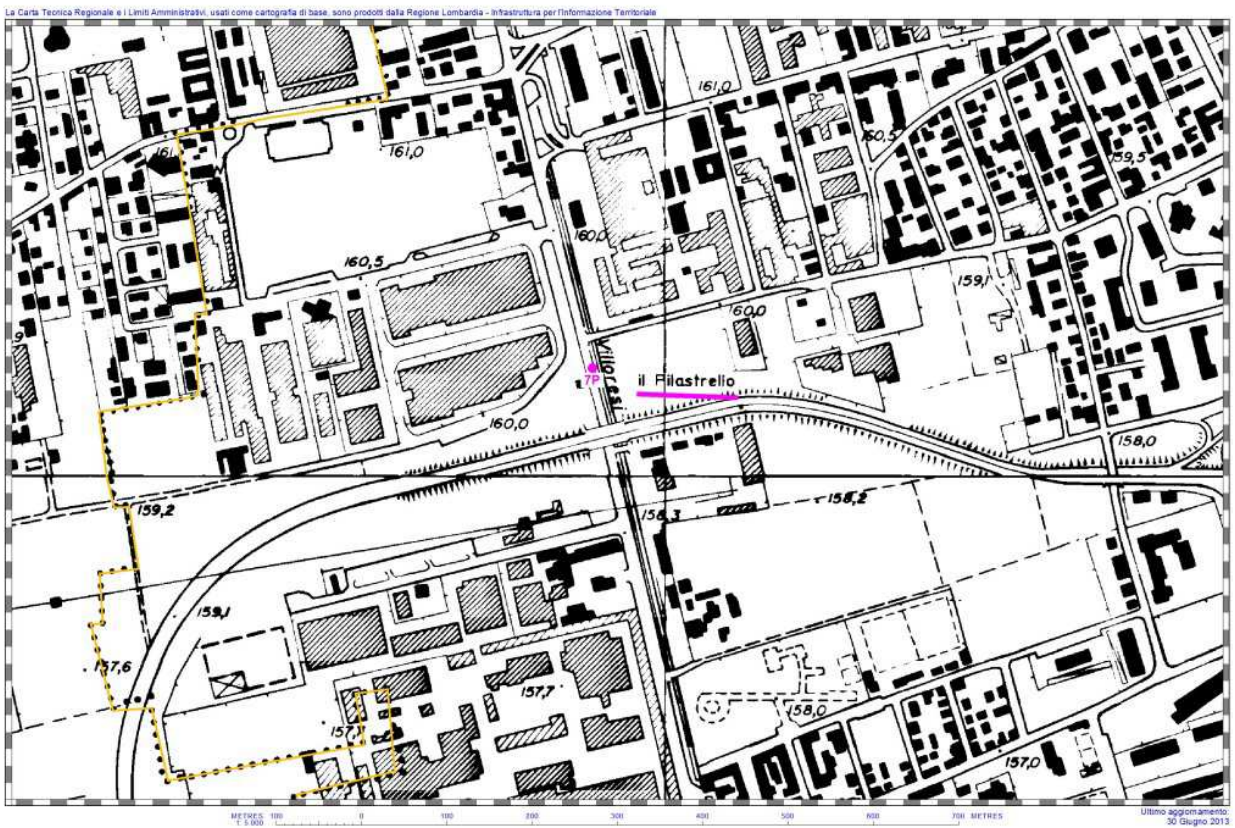 La Carta Tecnica Regionale e i Limiti Amministrativi, usati come cartografia di base, sono prodotti dalla Regione Lombardia - Infrastruttura per l'Informazione Territoriale
161,0
161,0
160,5
159,5
160,0
160,5
159,1
160,0
Villoresi
7P
il Pilastrello
160,0
158,0
159,2
158,3
158,2
159,1
157,6
157,7
158,0
157,7
157,0
METRES 100 0 100 200 300 400 500 600 700 METRES
1: 5 000
Ultimo aggiornamento:
30 Giugno 2013